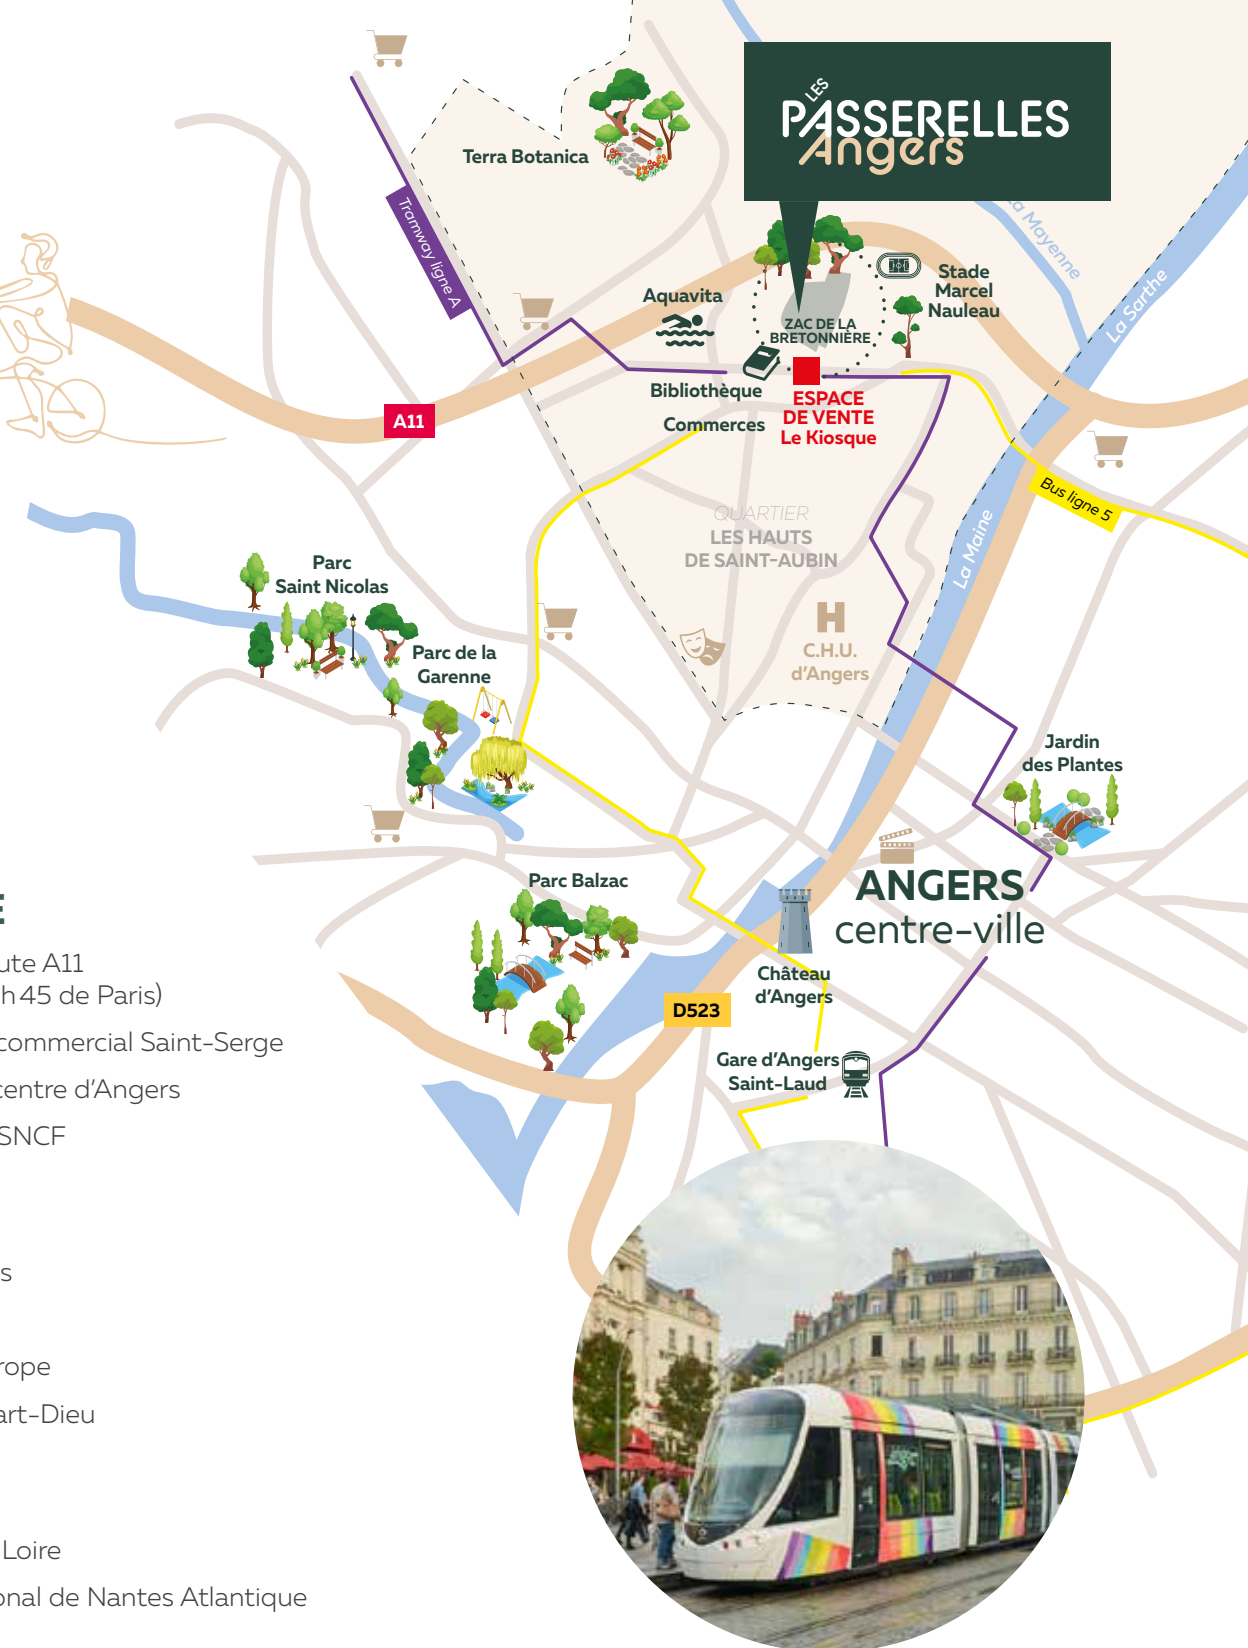 LES
PASSERELLES
Angers
Terra Botanica
Tramway ligne A
La Mayenne
La Sarthe
Stade
Marcel
Nauleau
Aquavita
ZAC DE LA
BRETONNIÈRE
Bibliothèque
Commerces
ESPACE
DE VENTE
Le Kiosque
A11
Bus ligne 5
QUARTIER
LES HAUTS
DE SAINT-AUBIN
La Maine
Parc
Saint Nicolas
Parc de la
Garenne
H
C.H.U.
d'Angers
Jardin
des Plantes
Parc Balzac
ANGERS
centre-ville
Château
d'Angers
D523
Gare d'Angers
Saint-Laud
E
ute A11
h 45 de Paris)
commercial Saint-Serge
centre d'Angers
SNCF
s
rope
art-Dieu
Loire
onal de Nantes Atlantique